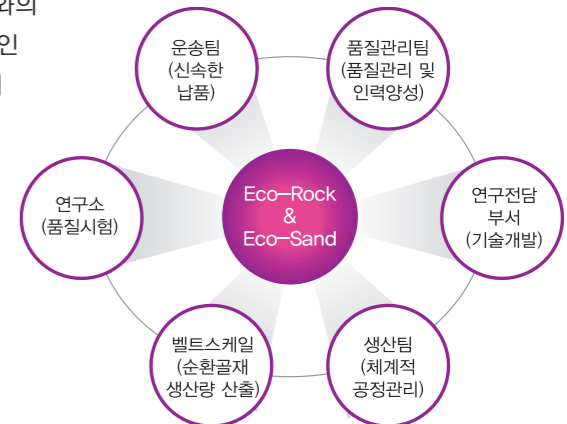 와의
인
운송팀
(신속한
납품)
품질관리팀
(품질관리 및
인력양성)
연구소
(품질시험)
Eco-Rock
&
Eco-Sand
연구전담
부서
(기술개발)
벨트스케일
(순환골재
생산량 산출)
생산팀
(체계적
공정관리)